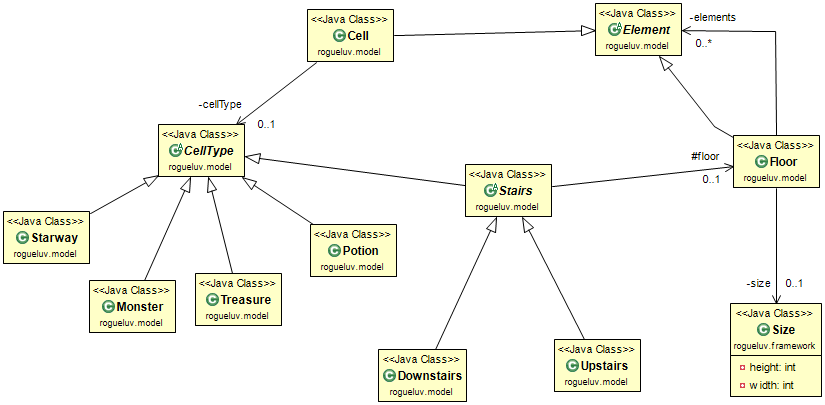 <<Java Class>>
Cell
rogueluv.model
<<Java Class>>
Element
rogueluv.model
-elements
0..*
-cellType
0..1
<<Java Class>>
CellType
rogueluv.model
<<Java Class>>
Floor
rogueluv.model
#floor
0..1
<<Java Class>>
Stairs
rogueluv.model
<<Java Class>>
Starway
rogueluv.model
<<Java Class>>
Potion
rogueluv.model
<<Java Class>>
Monster
rogueluv.model
<<Java Class>>
Treasure
rogueluv.model
-size
0..1
<<Java Class>>
Size
rogueluv.framework
height: int
width: int
<<Java Class>>
Downstairs
rogueluv.model
<<Java Class>>
Upstairs
rogueluv.model